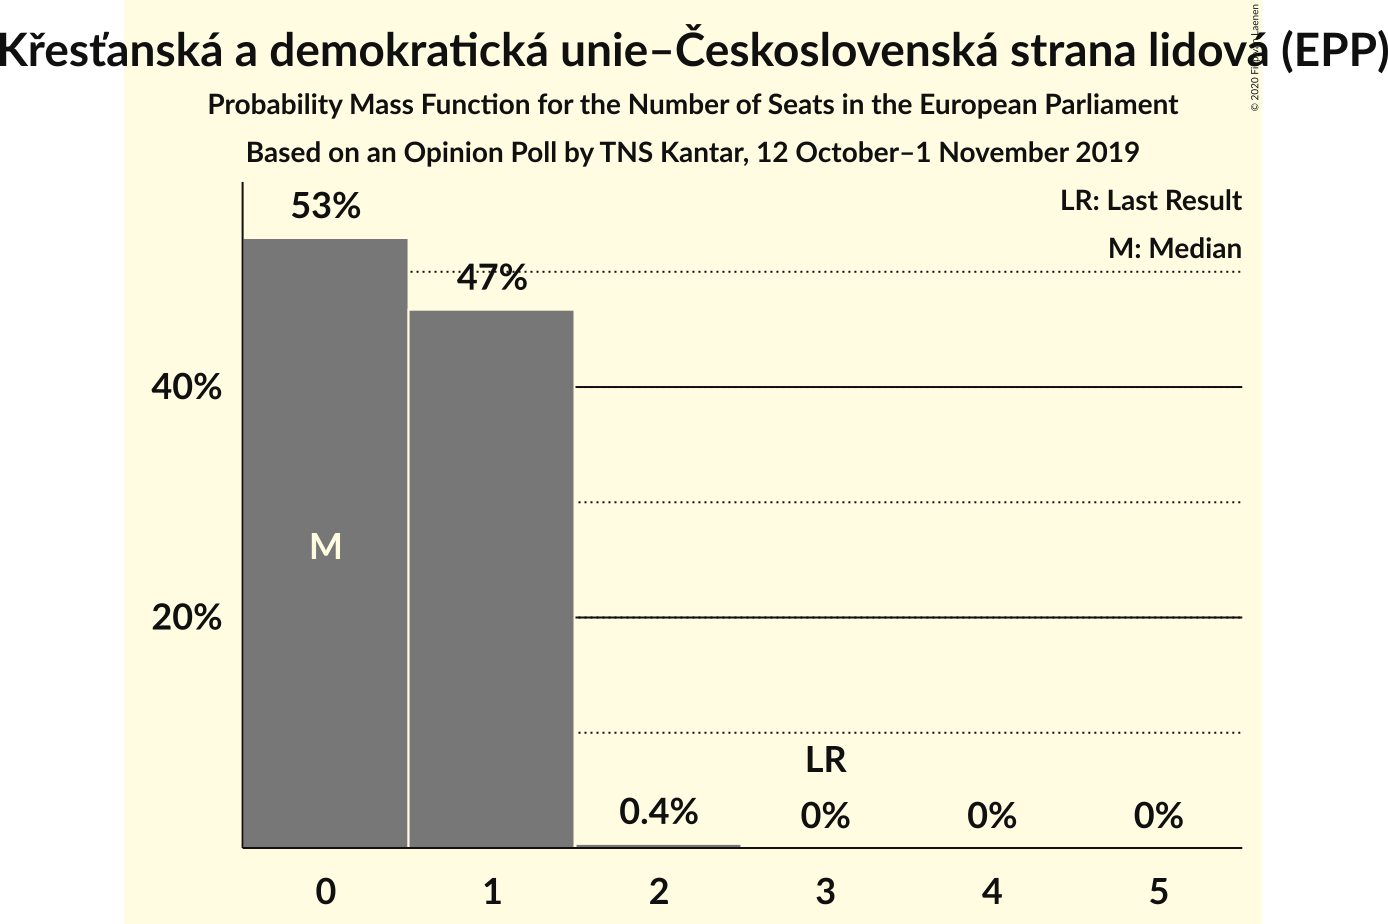 Křesťanská a demokratická unie–Československá strana lidová (EPP)
Probability Mass Function for the Number of Seats in the European Parliament
Based on an Opinion Poll by TNS Kantar, 12 October–1 November 2019
© 2020 Laenen
LR: Last Result
M: Median
53%
47%
40%
M
20%
LR
0.4%
0%
0%
0%
0
1
2
3
4
5